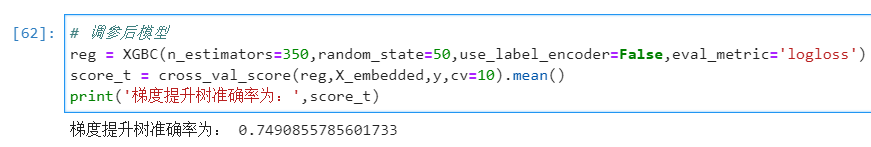 [62]: # 调参后模型
reg = XGBC(n_estimators=350,random_state=50,use_label_encoder=False,eval_metric='logloss')
score_t = cross_val_score(reg,X_embedded,y,cv=10).mean()
print('梯度提升树准确率为：',score_t)
梯度提升树准确率为： 0.7490855785601733